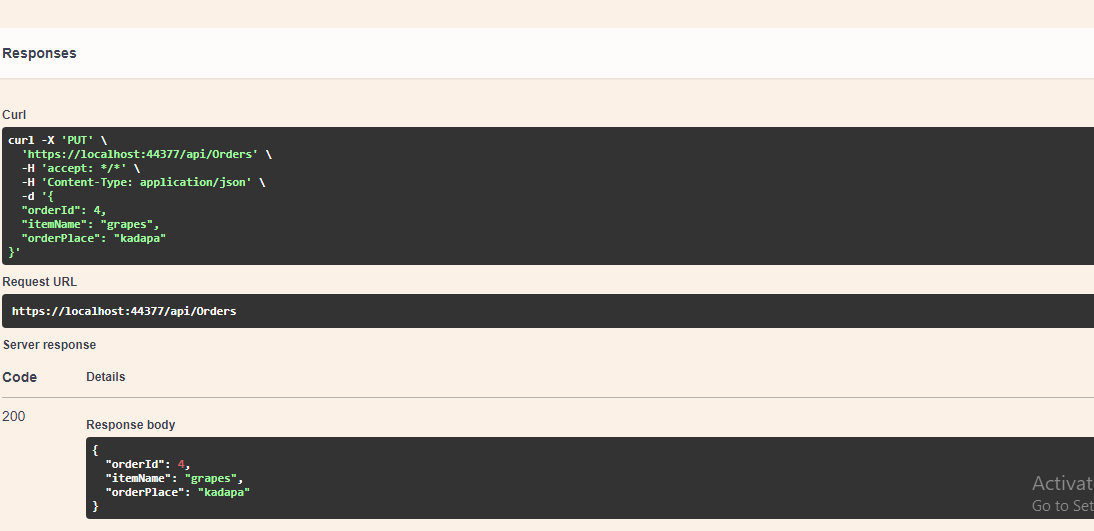 Responses
Curl
curl -X 'PUT' \
  'https://localhost:44377/api/Orders' \
  -H 'accept: */*' \
  -H 'Content-Type: application/json' \
  -d '{
  "orderId": 4,
  "itemName": "grapes",
  "orderPlace": "kadapa"
}'
Request URL
https://localhost:44377/api/Orders
Server response
Code Details
200
Response body
{
  "orderId": 4,
  "itemName": "grapes",
  "orderPlace": "kadapa"
}
Activat
Go to Set